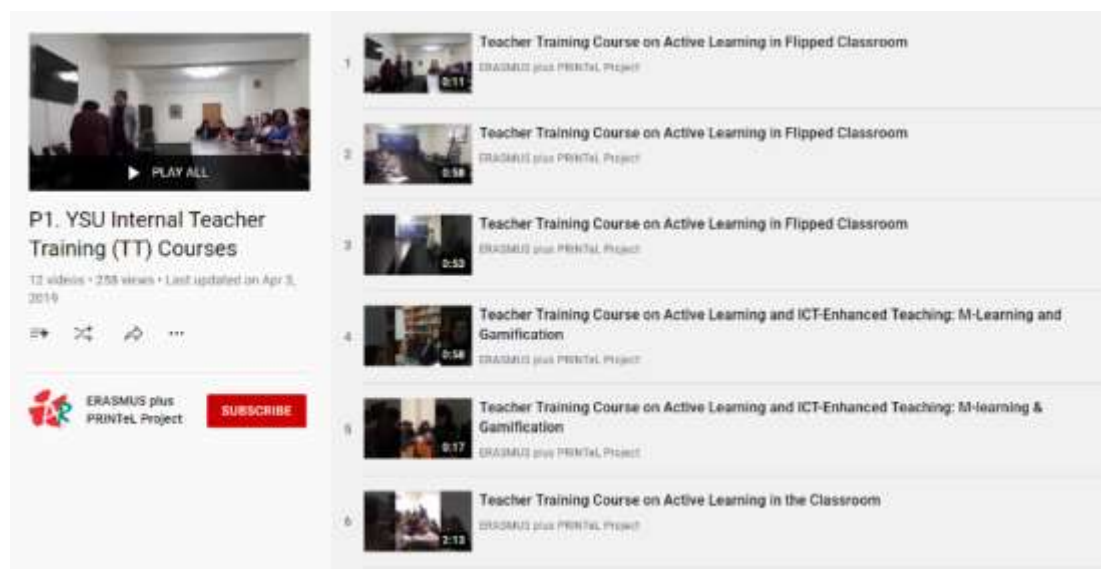 PLAY ALL
P1. YSU Internal Teacher
Training (TT) Courses
12 videos • 258 views • Last updated on Apr 3,
2019
ERASMUS plus
PRINTeL Project
SUBSCRIBE
1
0:11
Teacher Training Course on Active Learning in Flipped Classroom
ERASMUS plus PRINTeL Project
2
0:58
Teacher Training Course on Active Learning in Flipped Classroom
ERASMUS plus PRINTeL Project
3
0:53
Teacher Training Course on Active Learning in Flipped Classroom
ERASMUS plus PRINTeL Project
4
0:58
Teacher Training Course on Active Learning and ICT-Enhanced Teaching: M-Learning and
Gamification
ERASMUS plus PRINTeL Project
5
0:17
Teacher Training Course on Active Learning and ICT-Enhanced Teaching: M-learning &
Gamification
ERASMUS plus PRINTeL Project
6
2:13
Teacher Training Course on Active Learning in the Classroom
ERASMUS plus PRINTeL Project